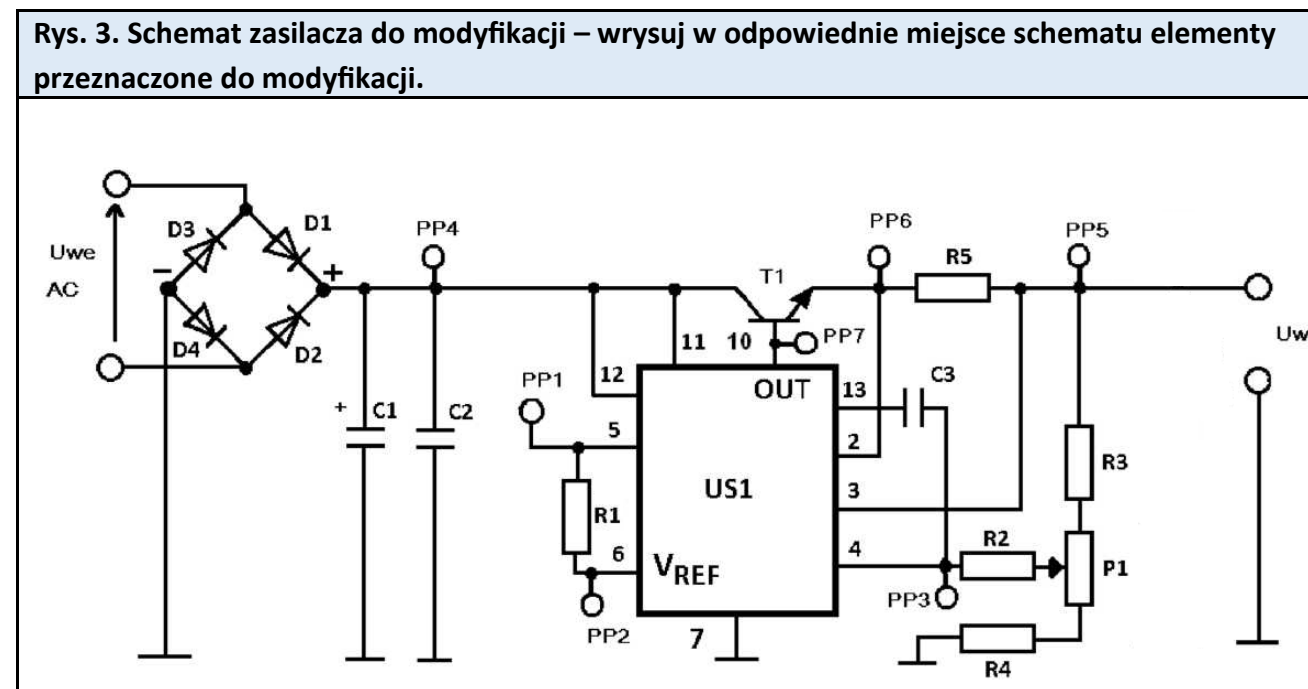 Rys. 3. Schemat zasilacza do modyfikacji – wrysuj w odpowiednie miejsce schematu elementy
przeznaczone do modyfikacji.
Uwe
AC
D3
D1
D4
D2
–
+
PP4
+
C1
C2
PP1
5
R1
6
PP2
12
11
10
T1
PP7
PP6
R5
PP5
OUT
13
C3
2
US1
3
4
VREF
7
R2
PP3
R3
P1
R4
Uw